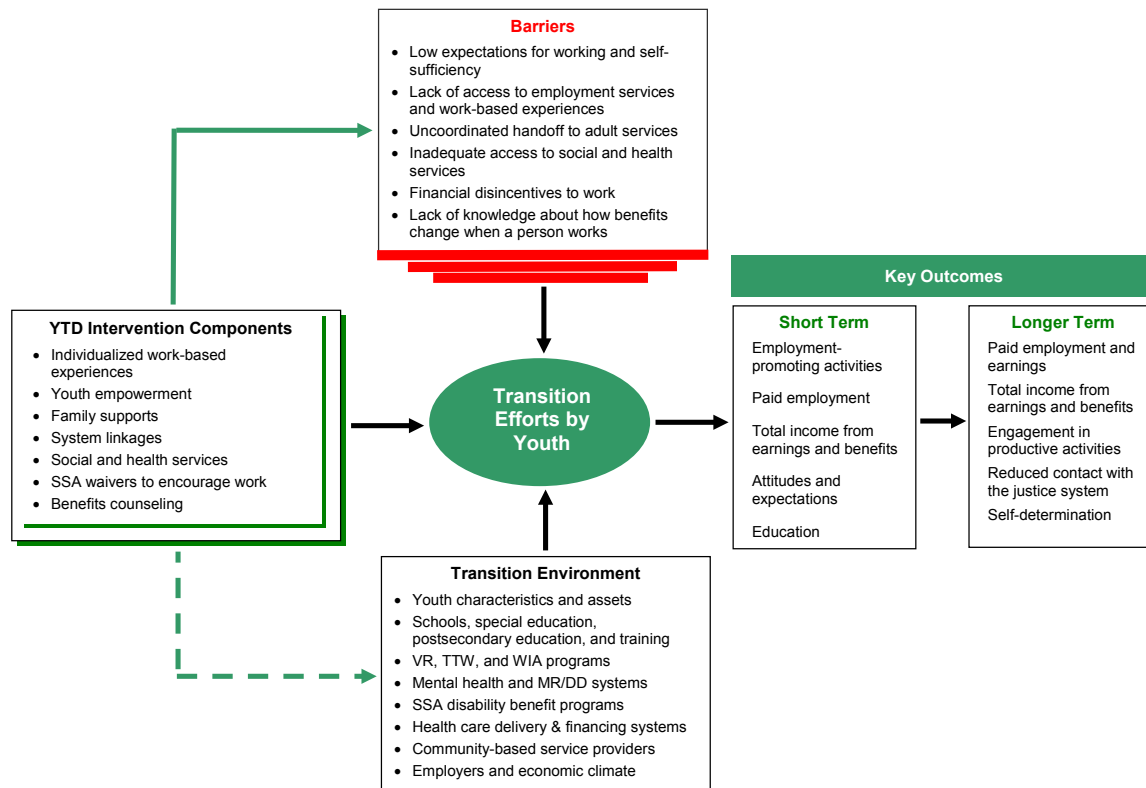 Barriers
• Low expectations for working and self-
sufficiency
• Lack of access to employment services
and work-based experiences
• Uncoordinated handoff to adult services
• Inadequate access to social and health
services
• Financial disincentives to work
• Lack of knowledge about how benefits
change when a person works
YTD Intervention Components
• Individualized work-based
experiences
• Youth empowerment
• Family supports
• System linkages
• Social and health services
• SSA waivers to encourage work
• Benefits counseling
Transition
Efforts by
Youth
Key Outcomes
Short Term
Employment-
promoting activities
Paid employment
Total income from
earnings and benefits
Attitudes and
expectations
Education
Longer Term
Paid employment and
earnings
Total income from
earnings and benefits
Engagement in
productive activities
Reduced contact with
the justice system
Self-determination
Transition Environment
• Youth characteristics and assets
• Schools, special education,
postsecondary education, and training
• VR, TTW, and WIA programs
• Mental health and MR/DD systems
• SSA disability benefit programs
• Health care delivery & financing systems
• Community-based service providers
• Employers and economic climate